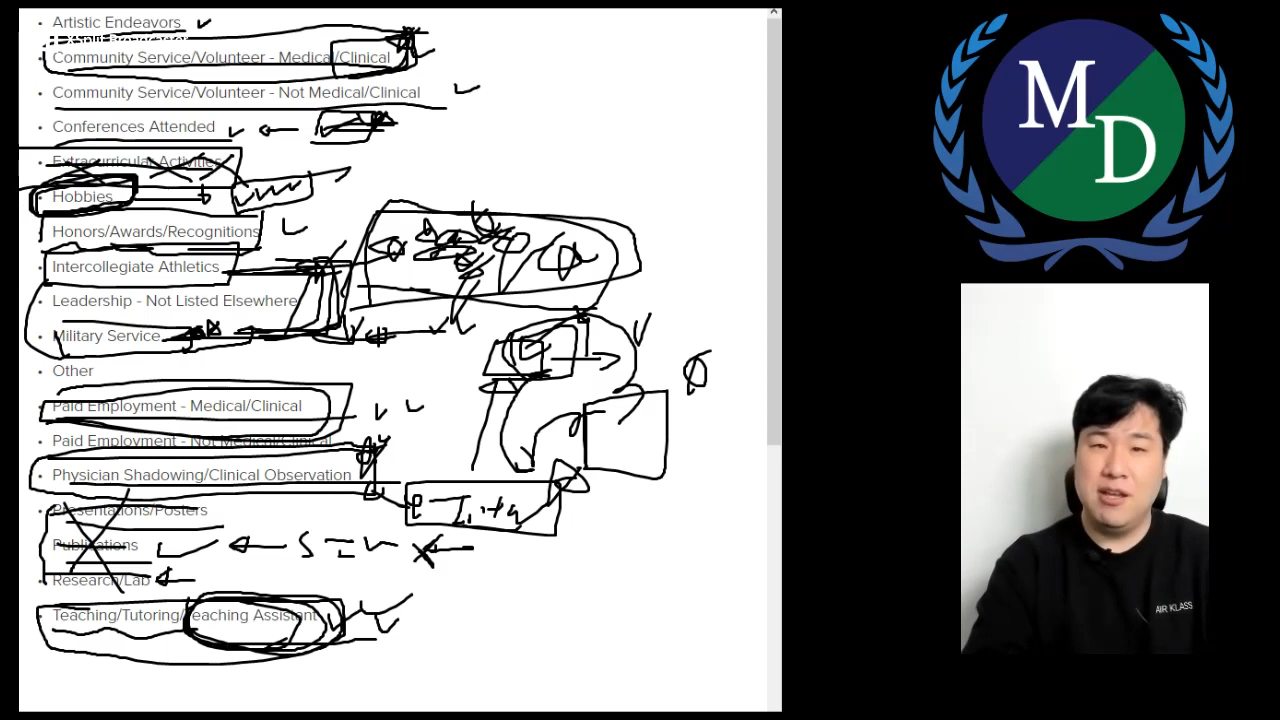 Artistic Endeavors
XSplit Broadcaster
Community Service/Volunteer - Medical/Clinical
Community Service/Volunteer - Not Medical/Clinical
Conferences Attended
Extracurricular Activities
Hobbies
Honors/Awards/Recognitions
Intercollegiate Athletics
Leadership - Not Listed Elsewhere
Military Service
Other
Paid Employment - Medical/Clinical
Paid Employment - Not Medical/Clinical
Physician Shadowing/Clinical Observation
Presentations/Posters
Publications
Research/Lab
Teaching/Tutoring/Teaching Assistant
M
D
AIR KLASS